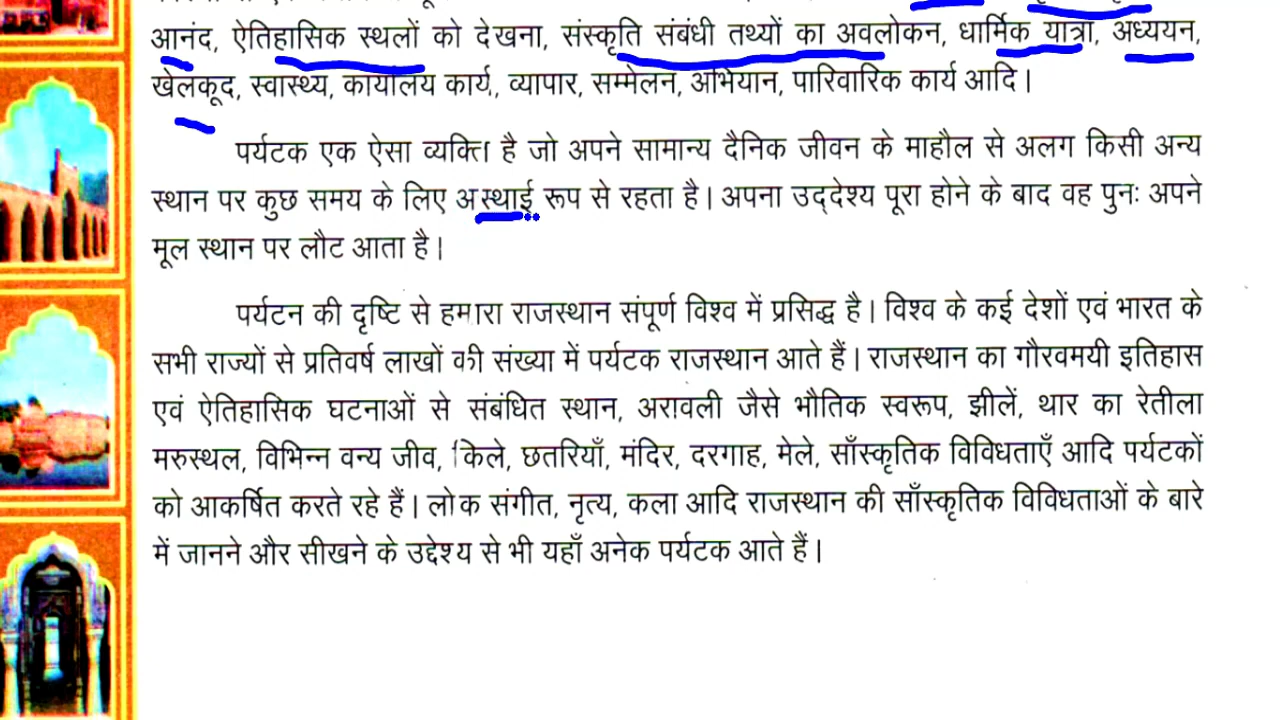 आनंद, ऐतिहासिक स्थलों को देखना, संस्कृति संबंधी तथ्यों का अवलोकन, धार्मिक यात्रा, अध्ययन,
खेलकूद, स्वास्थ्य, कार्यालय कार्य, व्यापार, सम्मेलन, अभियान, पारिवारिक कार्य आदि।
पर्यटक एक ऐसा व्यक्ति है जो अपने सामान्य दैनिक जीवन के माहौल से अलग किसी अन्य
स्थान पर कुछ समय के लिए अस्थाई रूप से रहता है। अपना उद्देश्य पूरा होने के बाद वह पुनः अपने
मूल स्थान पर लौट आता है।
पर्यटन की दृष्टि से हमारा राजस्थान संपूर्ण विश्व में प्रसिद्ध है। विश्व के कई देशों एवं भारत के
सभी राज्यों से प्रतिवर्ष लाखों की संख्या में पर्यटक राजस्थान आते हैं। राजस्थान का गौरवमयी इतिहास
एवं ऐतिहासिक घटनाओं से संबंधित स्थान, अरावली जैसे भौतिक स्वरूप, झीलें, थार का रेतीला
मरुस्थल, विभिन्न वन्य जीव, किले, छतरियाँ, मंदिर, दरगाह, मेले, साँस्कृतिक विविधताएँ आदि पर्यटकों
को आकर्षित करते रहे हैं। लोक संगीत, नृत्य, कला आदि राजस्थान की साँस्कृतिक विविधताओं के बारे
में जानने और सीखने के उद्देश्य से भी यहाँ अनेक पर्यटक आते हैं।